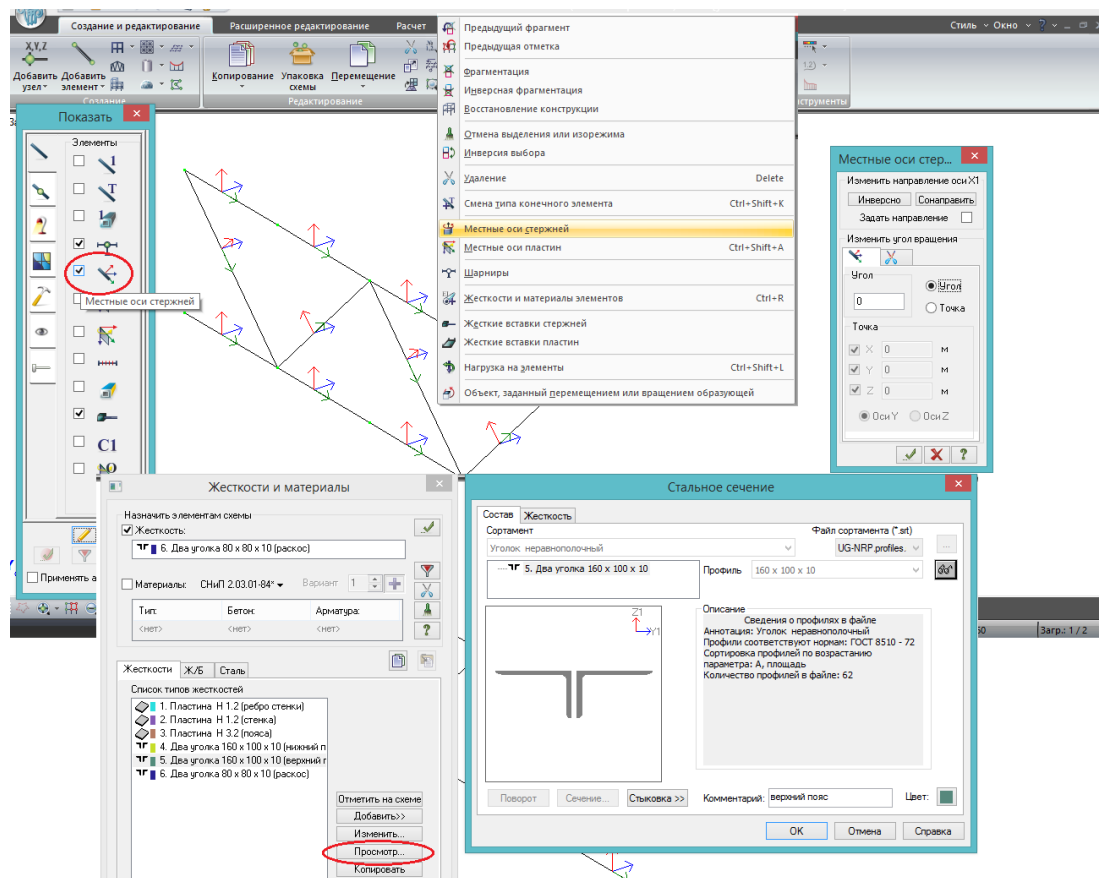 Создание и редактирование
Расширенное редактирование
Расчет
Стиль
Окно
?
X,Y,Z
Добавить узел
Добавить элемент
Создание
Копирование
Упаковка схемы
Перемещение
Редактирование
1.2)
струменты
Предыдущий фрагмент
Предыдущая отметка
Фрагментация
Инверсная фрагментация
Восстановление конструкции
Отмена выделения или изорежима
Инверсия выбора
Удаление Delete
Смена типа конечного элемента Ctrl+Shift+K
Местные оси стержней
Местные оси пластин Ctrl+Shift+A
Шарниры
Жесткости и материалы элементов Ctrl+R
Жесткие вставки стержней
Жесткие вставки пластин
Нагрузка на элементы Ctrl+Shift+L
Объект, заданный перемещением или вращением образующей
Показать
Элементы
1
T
Местные оси стержней
C1
Применять а
Местные оси стер...
Изменить направление оси X1
Инверсно Сонаправить
Задать направление
Изменить угол вращения
Угол
0
Угол
Точка
Точка
X 0 м
Y 0 м
Z 0 м
Оси Y Оси Z
?
Жесткости и материалы
Назначить элементам схемы
Жесткость:
6. Два уголка 80 x 80 x 10 (раскос)
Материалы: СНиП 2.03.01-84* Вариант 1
Тип: Бетон: Арматура:
<нет> <нет> <нет>
?
Жесткости Ж/Б Сталь
Список типов жесткостей
1. Пластина H 1.2 (ребро стенки)
2. Пластина H 1.2 (стенка)
3. Пластина H 3.2 (пояса)
4. Два уголка 160 x 100 x 10 (нижний п
5. Два уголка 160 x 100 x 10 (верхний г
6. Два уголка 80 x 80 x 10 (раскос)
Отметить на схеме
Добавить>>
Изменить...
Просмотр...
Копировать
Стальное сечение
Состав Жесткость
Сортамент
Файл сортамента (*.srt)
Уголок неравнополочный
UG-NRP.profiles.
...
5. Два уголка 160 x 100 x 10
Профиль 160 x 100 x 10
Z1
Y1
Описание
Сведения о профилях в файле
Аннотация: Уголок неравнополочный
Профили соответствуют нормам: ГОСТ 8510 - 72
Сортировка профилей по возрастанию
параметра: A, площадь
Количество профилей в файле: 62
Поворот Сечение... Стыковка >>
Комментарий: верхний пояс
Цвет:
OK Отмена Справка
Загр.: 1 / 2